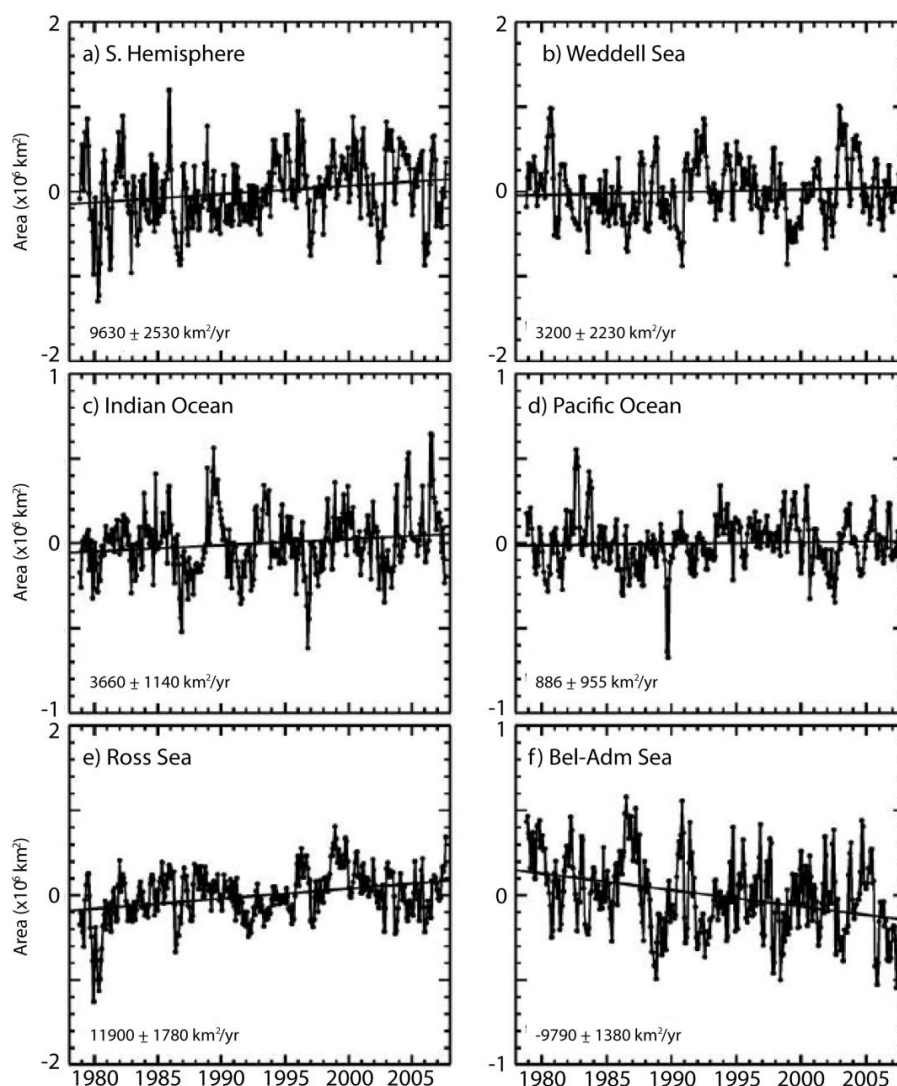 2
a) S. Hemisphere
Area (x10⁶ km²)
0
9630 ± 2530 km²/yr
-2
2
b) Weddell Sea
0
3200 ± 2230 km²/yr
-2
1
c) Indian Ocean
Area (x10⁶ km²)
0
3660 ± 1140 km²/yr
-1
1
d) Pacific Ocean
0
886 ± 955 km²/yr
-1
2
e) Ross Sea
Area (x10⁶ km²)
0
11900 ± 1780 km²/yr
-2
1980 1985 1990 1995 2000 2005
1
f) Bel-Adm Sea
0
-9790 ± 1380 km²/yr
-1
1980 1985 1990 1995 2000 2005